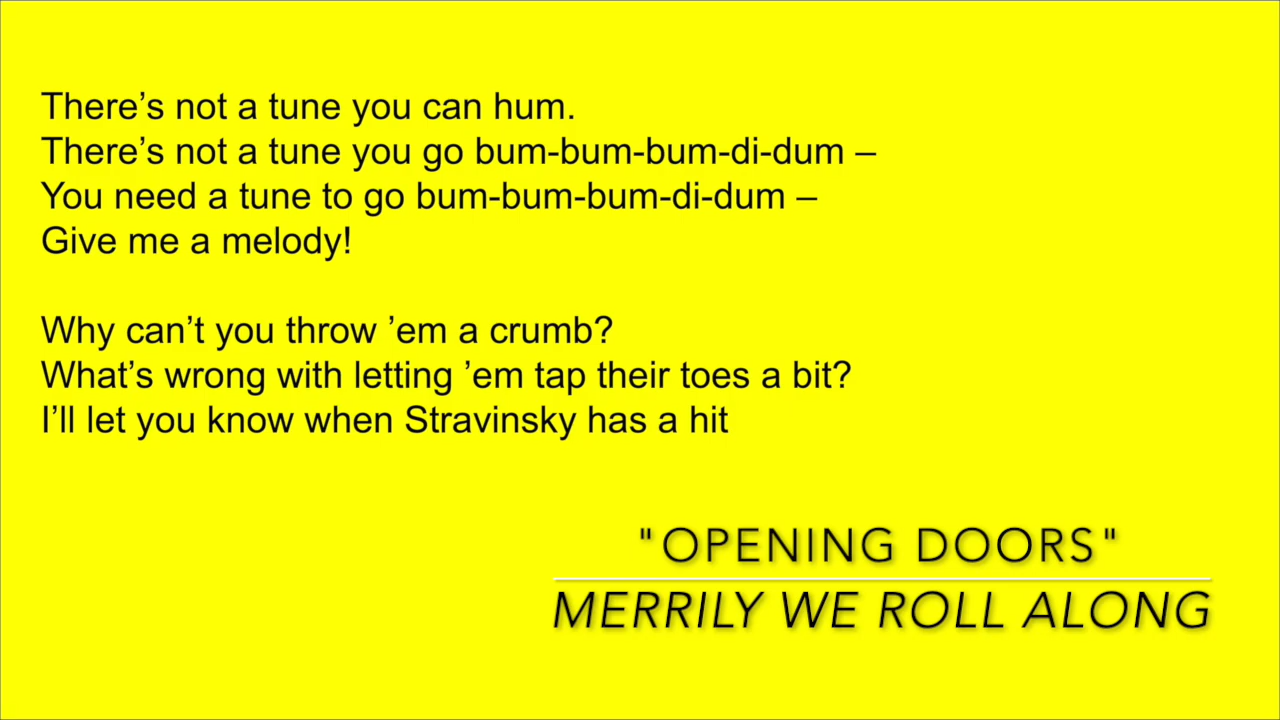 There’s not a tune you can hum.
There’s not a tune you go bum-bum-bum-di-dum –
You need a tune to go bum-bum-bum-di-dum –
Give me a melody!
Why can’t you throw ’em a crumb?
What’s wrong with letting ’em tap their toes a bit?
I’ll let you know when Stravinsky has a hit
"OPENING DOORS"
MERRILY WE ROLL ALONG